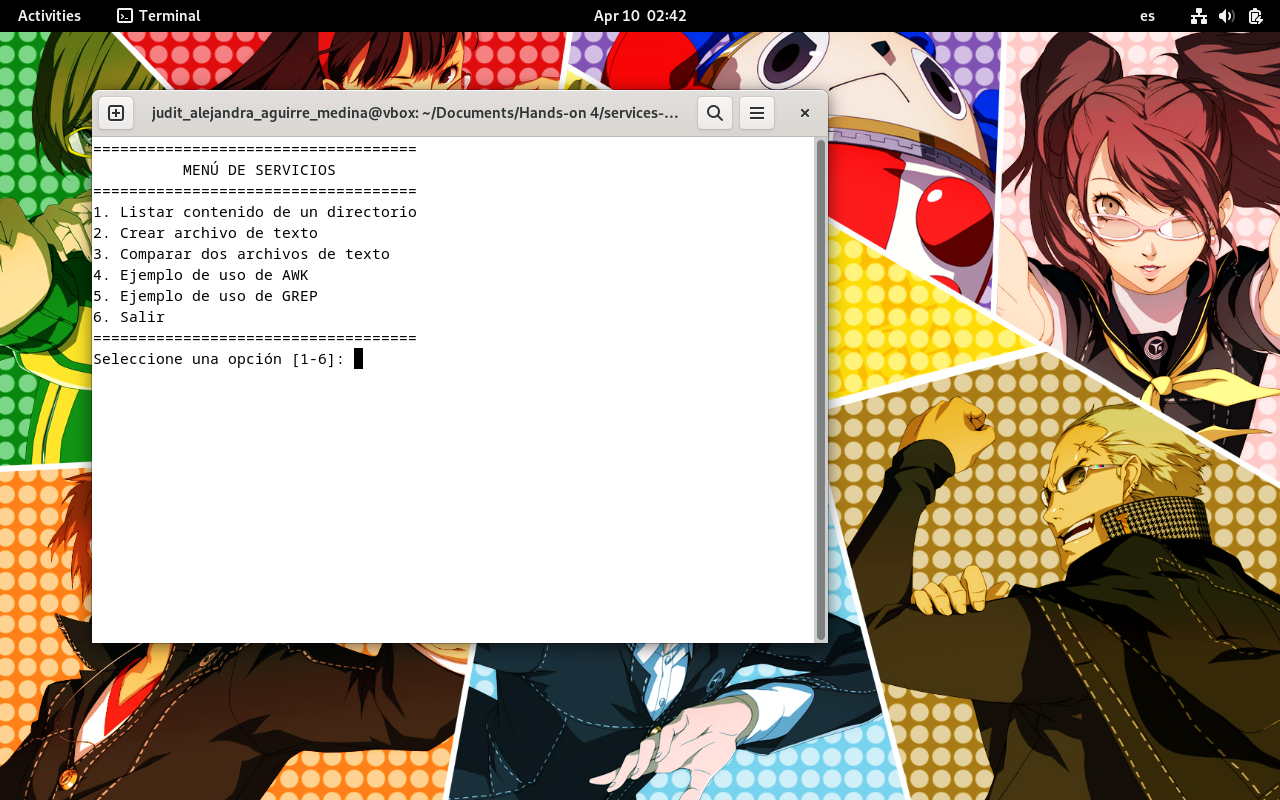 Activities
Terminal
Apr 10 02:42
es
judit_alejandra_aguirre_medina@vbox: ~/Documents/Hands-on 4/services-…
====================================
MENÚ DE SERVICIOS
====================================
1. Listar contenido de un directorio
2. Crear archivo de texto
3. Comparar dos archivos de texto
4. Ejemplo de uso de AWK
5. Ejemplo de uso de GREP
6. Salir
====================================
Seleccione una opción [1-6]: